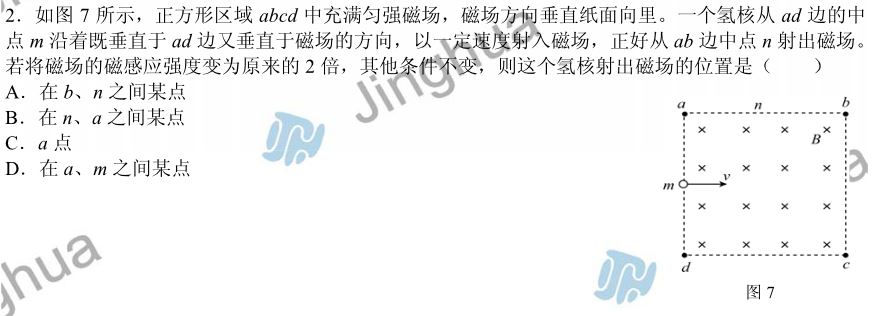 2．如图 7 所示，正方形区域 abcd 中充满匀强磁场，磁场方向垂直纸面向里。一个氢核从 ad 边的中
点 m 沿着既垂直于 ad 边又垂直于磁场的方向，以一定速度射入磁场，正好从 ab 边中点 n 射出磁场。
若将磁场的磁感应强度变为原来的 2 倍，其他条件不变，则这个氢核射出磁场的位置是（　　）
A．在 b、n 之间某点
B．在 n、a 之间某点
C．a 点
D．在 a、m 之间某点
a n b
B
v
m
d c
图 7
Jinghua
hua